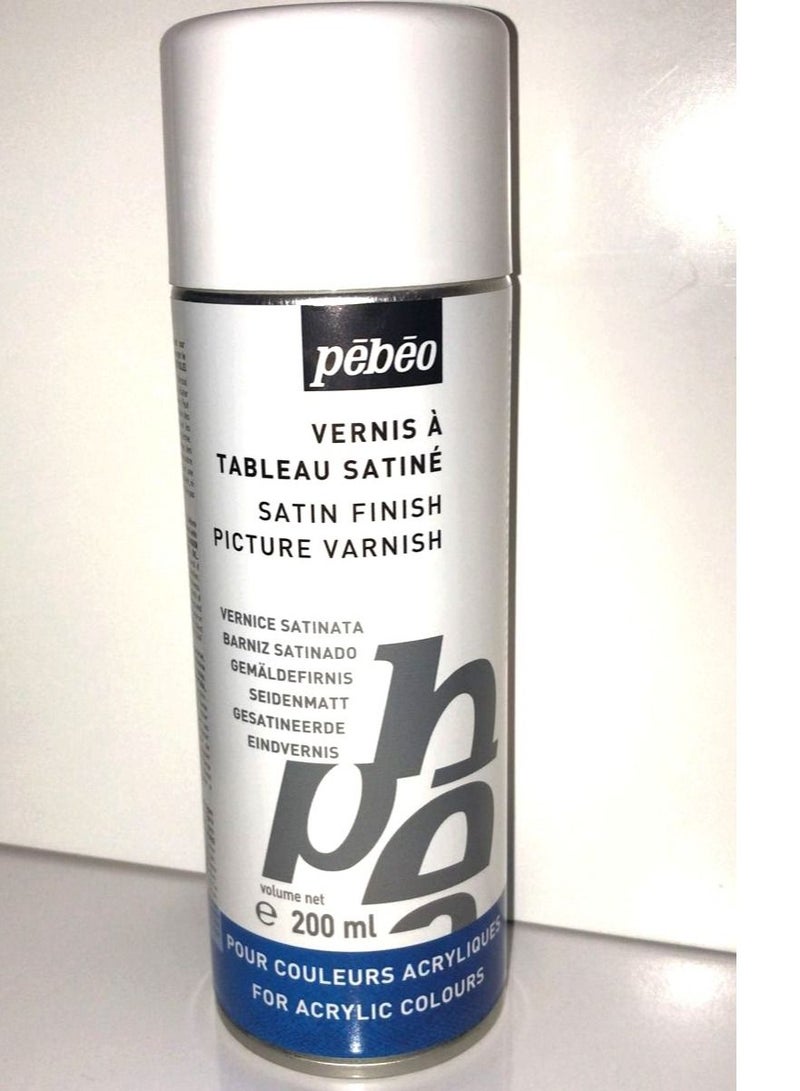 pēbēo
VERNIS À
TABLEAU SATINÉ
SATIN FINISH
PICTURE VARNISH
VERNICE SATINATA
BARNIZ SATINADO
GEMÄLDEFIRNIS
SEIDENMATT
GESATINEERDE
EINDVERNIS
volume net
℮ 200 ml
POUR COULEURS ACRYLIQUES
FOR ACRYLIC COLOURS